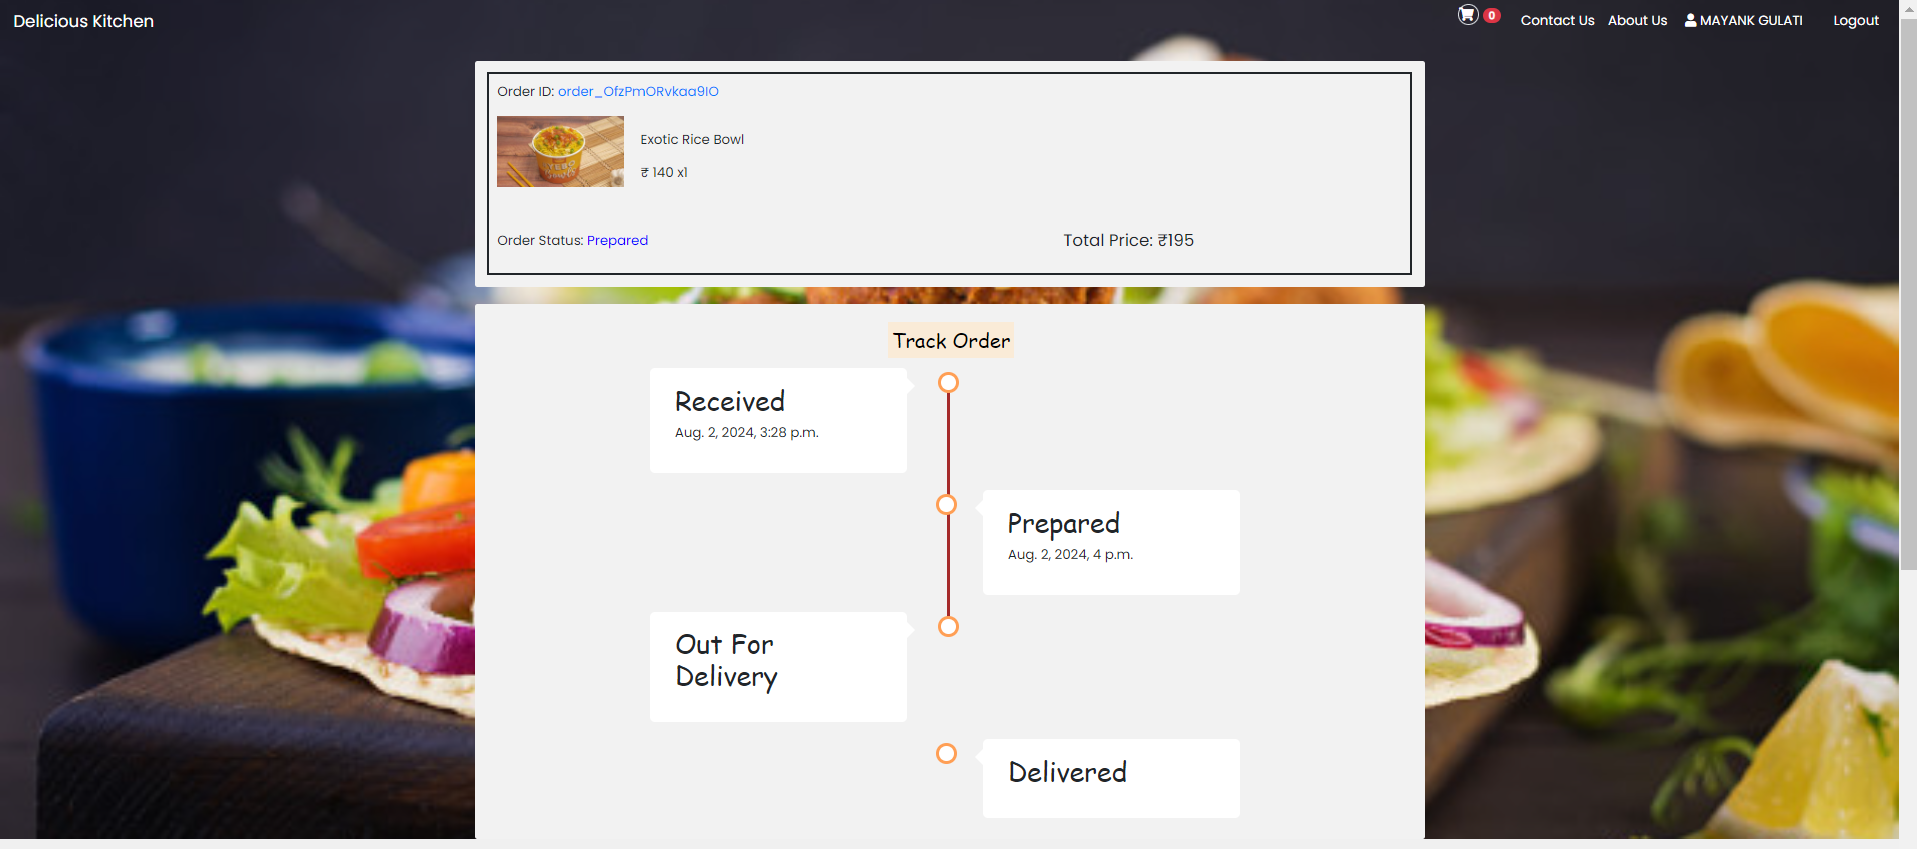 Delicious Kitchen
0
Contact Us
About Us
MAYANK GULATI
Logout
Order ID: order_OfzPmORvkaa9IO
Exotic Rice Bowl
₹ 140 x1
Order Status: Prepared
Total Price: ₹195
Track Order
Received
Aug. 2, 2024, 3:28 p.m.
Prepared
Aug. 2, 2024, 4 p.m.
Out For
Delivery
Delivered